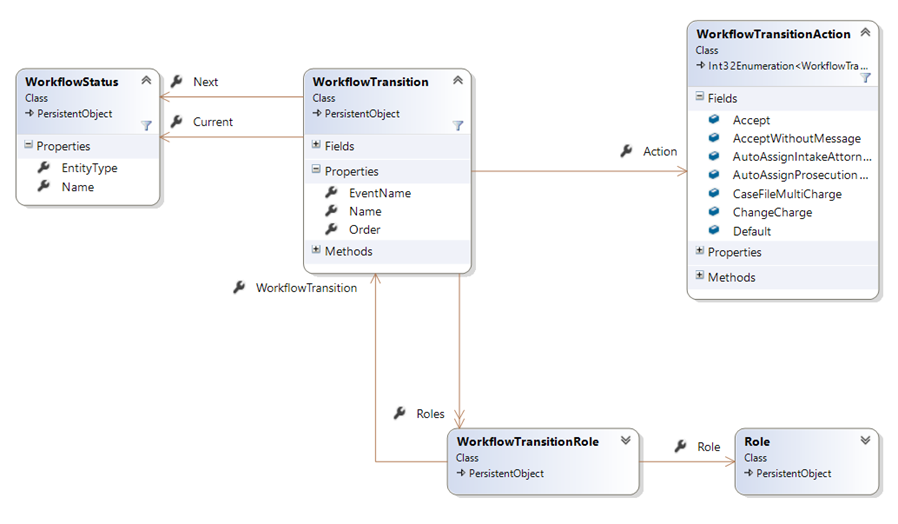 WorkflowStatus
Class
PersistentObject
Properties
EntityType
Name
Next
Current
WorkflowTransition
Class
PersistentObject
Fields
Properties
EventName
Name
Order
Methods
Action
WorkflowTransitionAction
Class
Int32Enumeration<WorkflowTra...
Fields
Accept
AcceptWithoutMessage
AutoAssignIntakeAttorn...
AutoAssignProsecution...
CaseFileMultiCharge
ChangeCharge
Default
Properties
Methods
WorkflowTransition
Roles
WorkflowTransitionRole
Class
PersistentObject
Role
Role
Class
PersistentObject